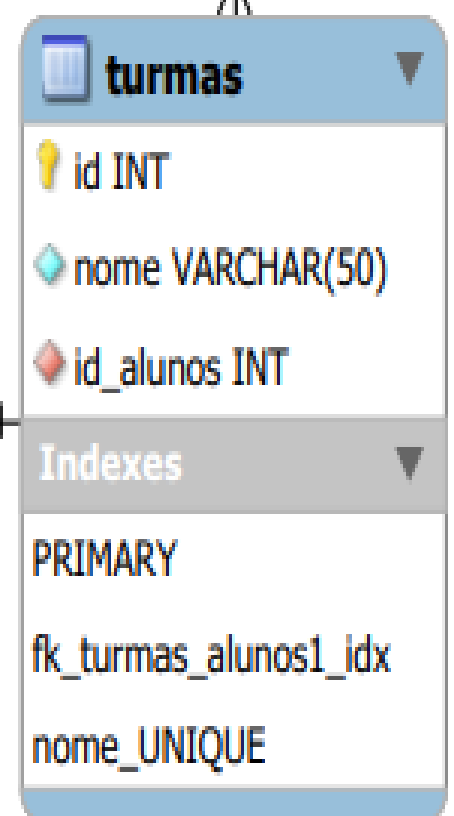 turmas
id INT
nome VARCHAR(50)
id_alunos INT
Indexes
PRIMARY
fk_turmas_alunos1_idx
nome_UNIQUE